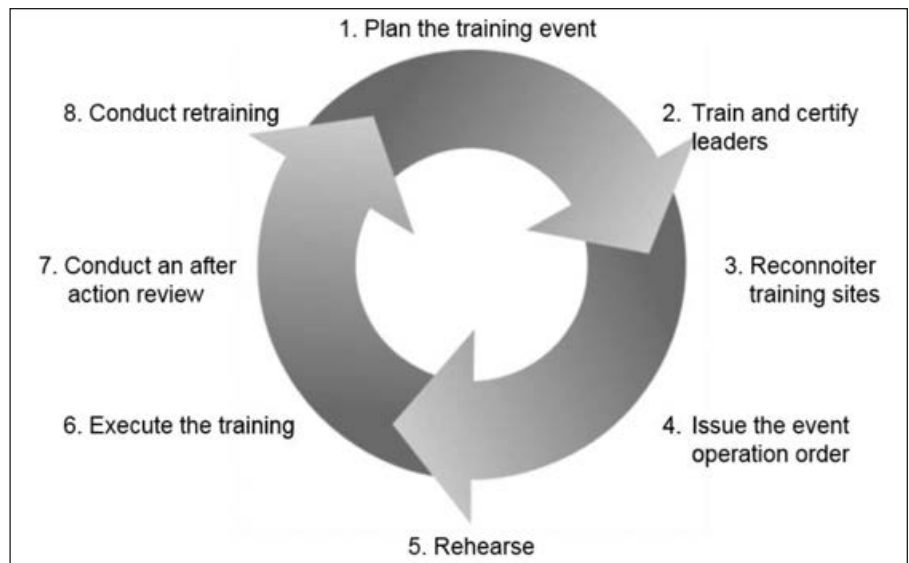 1. Plan the training event
2. Train and certify
leaders
3. Reconnoiter
training sites
4. Issue the event
operation order
5. Rehearse
6. Execute the training
7. Conduct an after
action review
8. Conduct retraining